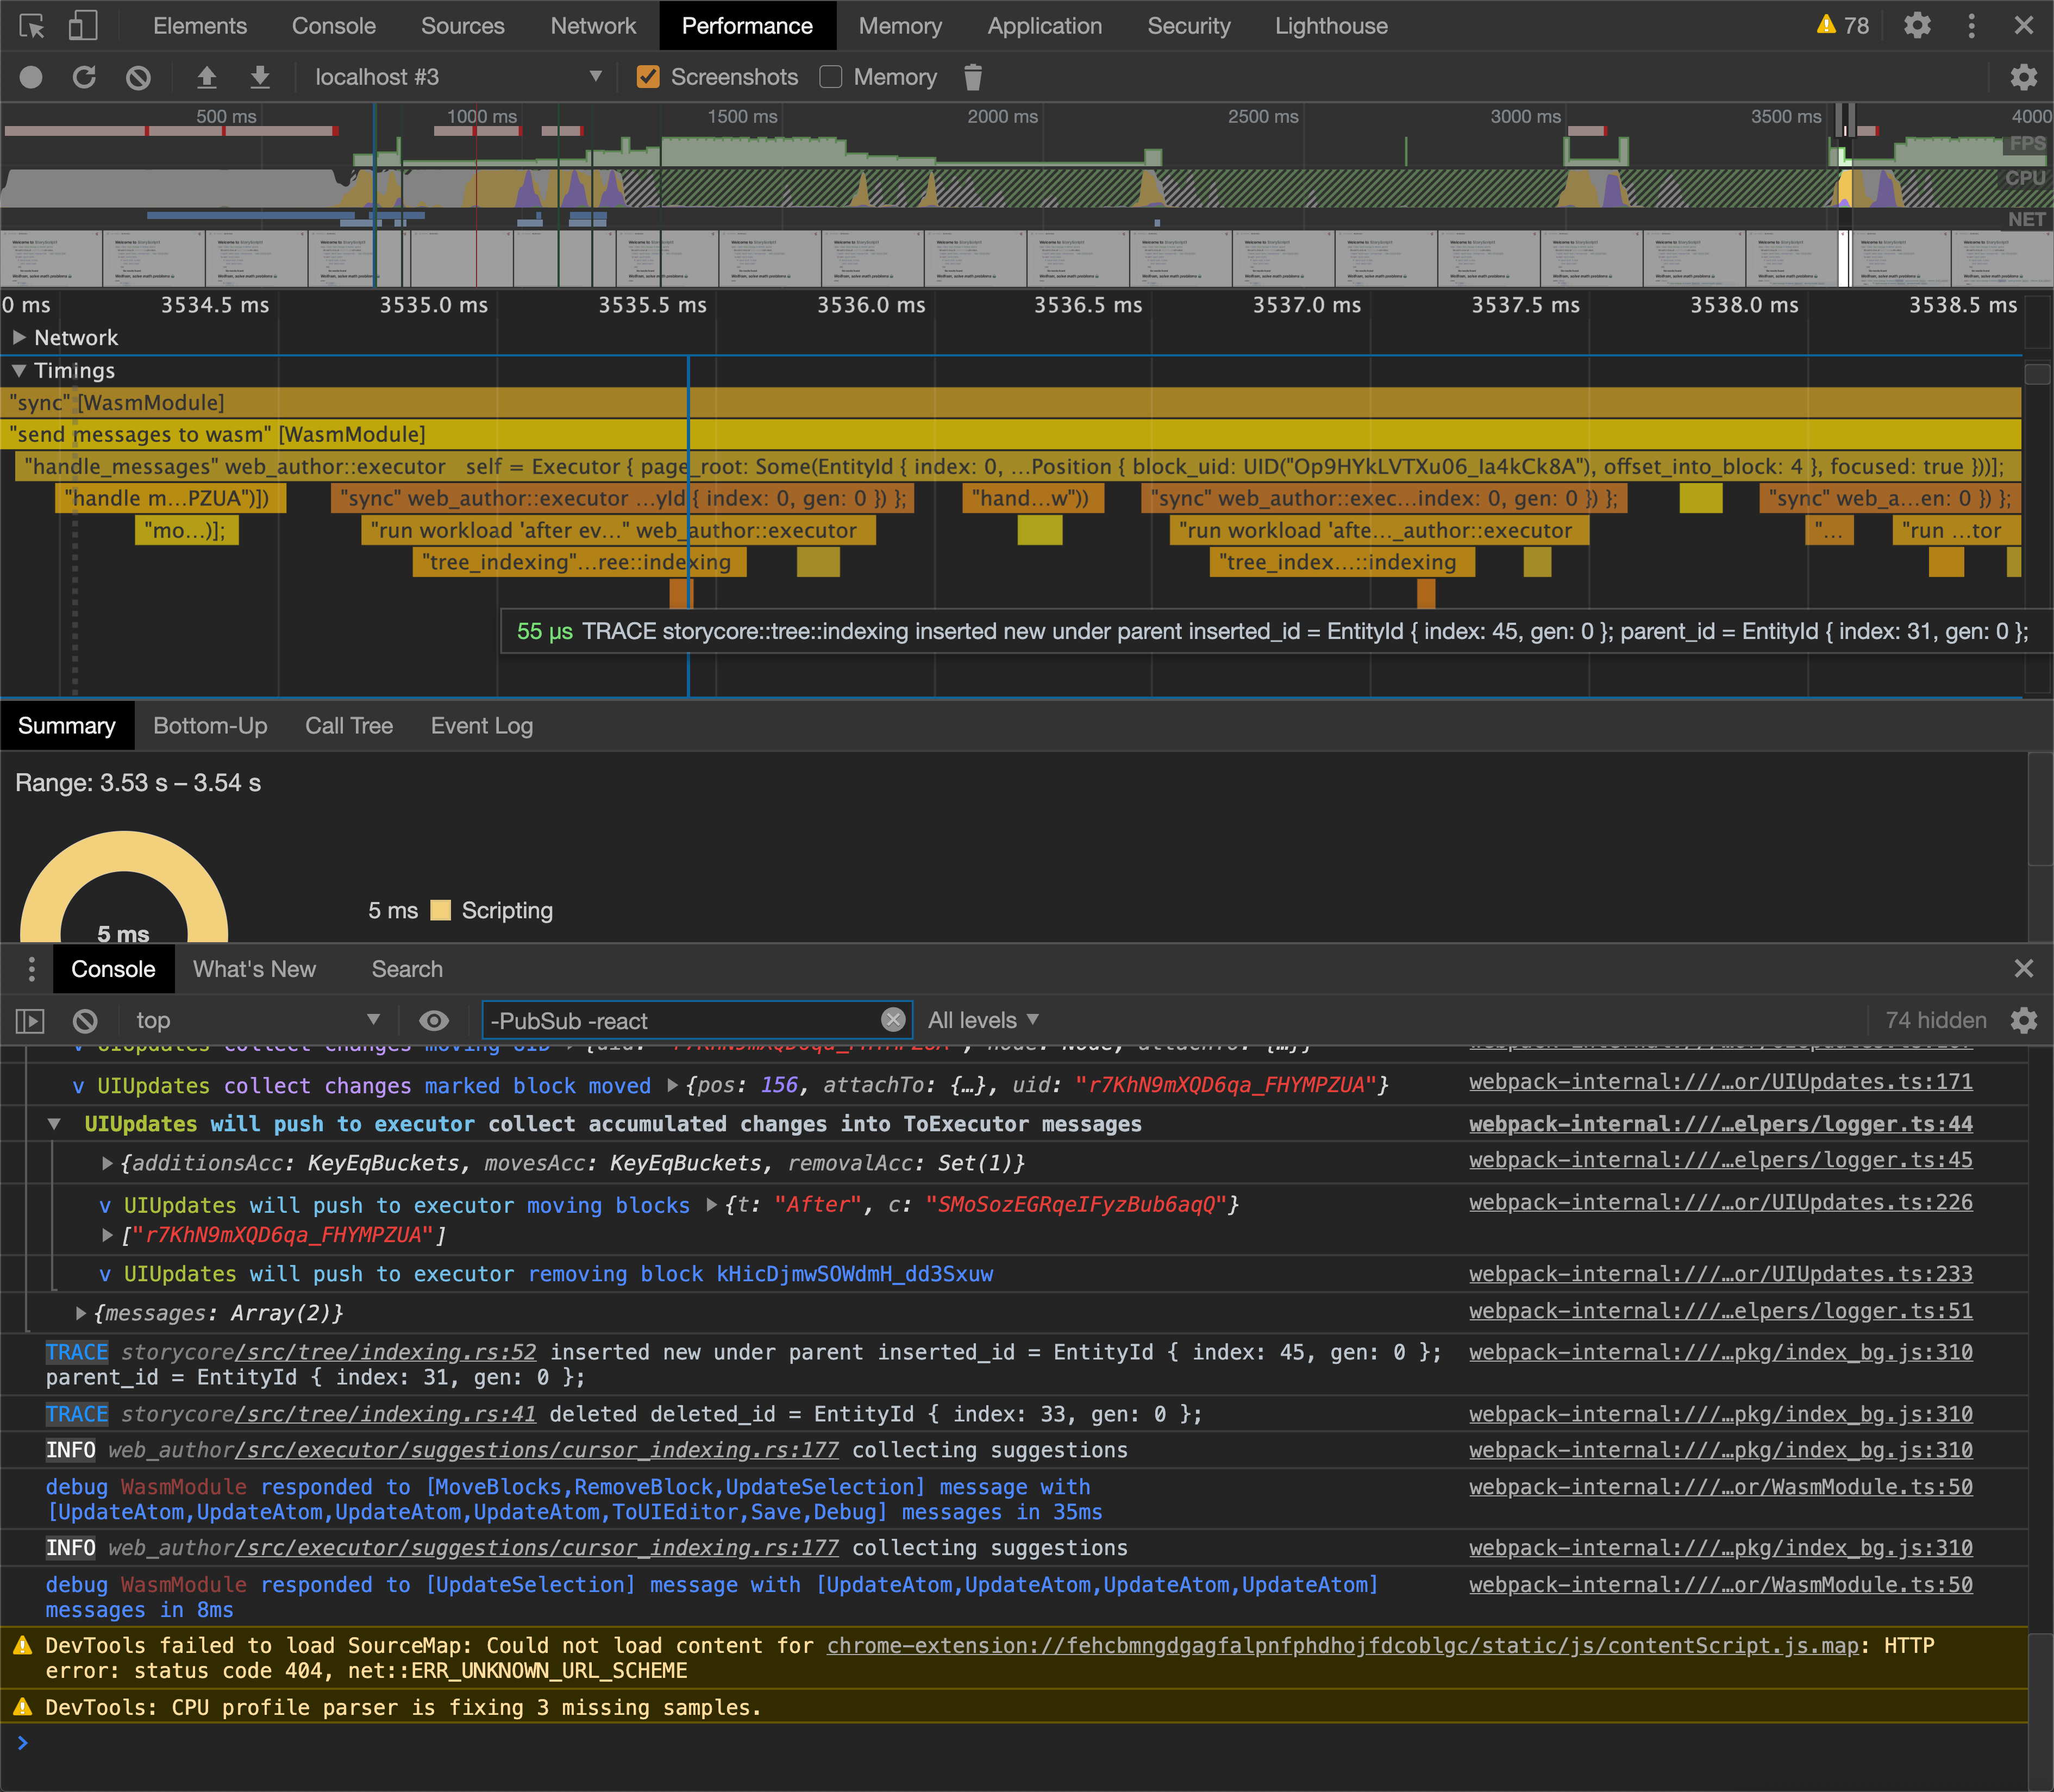 Elements Console Sources Network Performance Memory Application Security Lighthouse 78
localhost #3 Screenshots Memory
500 ms 1000 ms 1500 ms 2000 ms 2500 ms 3000 ms 3500 ms 4000
FPS
CPU
NET
0 ms 3534.5 ms 3535.0 ms 3535.5 ms 3536.0 ms 3536.5 ms 3537.0 ms 3537.5 ms 3538.0 ms 3538.5 ms
Network
Timings
"sync" [WasmModule]
"send messages to wasm" [WasmModule]
"handle_messages" web_author::executor self = Executor { page_root: Some(EntityId { index: 0, …Position { block_uid: UID("Op9HYkLVTXu06_Ia4kCk8A"), offset_into_block: 4 }, focused: true }))];
"handle m…PZUA")]) "sync" web_author::executor …yId { index: 0, gen: 0 }) }; "hand…w")) "sync" web_author::exec…index: 0, gen: 0 }) }; "sync" web_a…en: 0 }) };
"mo…)]; "run workload 'after ev…" web_author::executor "run workload 'afte…_author::executor "… "run …tor
"tree_indexing"…ree::indexing "tree_index…::indexing
55 µs TRACE storycore::tree::indexing inserted new under parent inserted_id = EntityId { index: 45, gen: 0 }; parent_id = EntityId { index: 31, gen: 0 };
Summary Bottom-Up Call Tree Event Log
Range: 3.53 s – 3.54 s
5 ms Scripting
5 ms
Console What's New Search
top -PubSub -react All levels 74 hidden
v UIUpdates collect changes marked block moved {pos: 156, attachTo: {…}, uid: "r7KhN9mXQD6qa_FHYMPZUA"} webpack-internal:///…or/UIUpdates.ts:171
UIUpdates will push to executor collect accumulated changes into ToExecutor messages webpack-internal:///…elpers/logger.ts:44
{additionsAcc: KeyEqBuckets, movesAcc: KeyEqBuckets, removalAcc: Set(1)} webpack-internal:///…elpers/logger.ts:45
v UIUpdates will push to executor moving blocks {t: "After", c: "SMoSozEGRqeIFyzBub6aqQ"} webpack-internal:///…or/UIUpdates.ts:226
["r7KhN9mXQD6qa_FHYMPZUA"]
v UIUpdates will push to executor removing block kHicDjmwSOWdmH_dd3Sxuw webpack-internal:///…or/UIUpdates.ts:233
{messages: Array(2)} webpack-internal:///…elpers/logger.ts:51
TRACE storycore/src/tree/indexing.rs:52 inserted new under parent inserted_id = EntityId { index: 45, gen: 0 }; webpack-internal:///…pkg/index_bg.js:310
parent_id = EntityId { index: 31, gen: 0 };
TRACE storycore/src/tree/indexing.rs:41 deleted deleted_id = EntityId { index: 33, gen: 0 }; webpack-internal:///…pkg/index_bg.js:310
INFO web_author/src/executor/suggestions/cursor_indexing.rs:177 collecting suggestions webpack-internal:///…pkg/index_bg.js:310
debug WasmModule responded to [MoveBlocks,RemoveBlock,UpdateSelection] message with webpack-internal:///…or/WasmModule.ts:50
[UpdateAtom,UpdateAtom,UpdateAtom,UpdateAtom,ToUIEditor,Save,Debug] messages in 35ms
INFO web_author/src/executor/suggestions/cursor_indexing.rs:177 collecting suggestions webpack-internal:///…pkg/index_bg.js:310
debug WasmModule responded to [UpdateSelection] message with [UpdateAtom,UpdateAtom,UpdateAtom,UpdateAtom] webpack-internal:///…or/WasmModule.ts:50
messages in 8ms
DevTools failed to load SourceMap: Could not load content for chrome-extension://fehcbmngdgagfalpnfphdhojfdcoblgc/static/js/contentScript.js.map: HTTP
error: status code 404, net::ERR_UNKNOWN_URL_SCHEME
DevTools: CPU profile parser is fixing 3 missing samples.